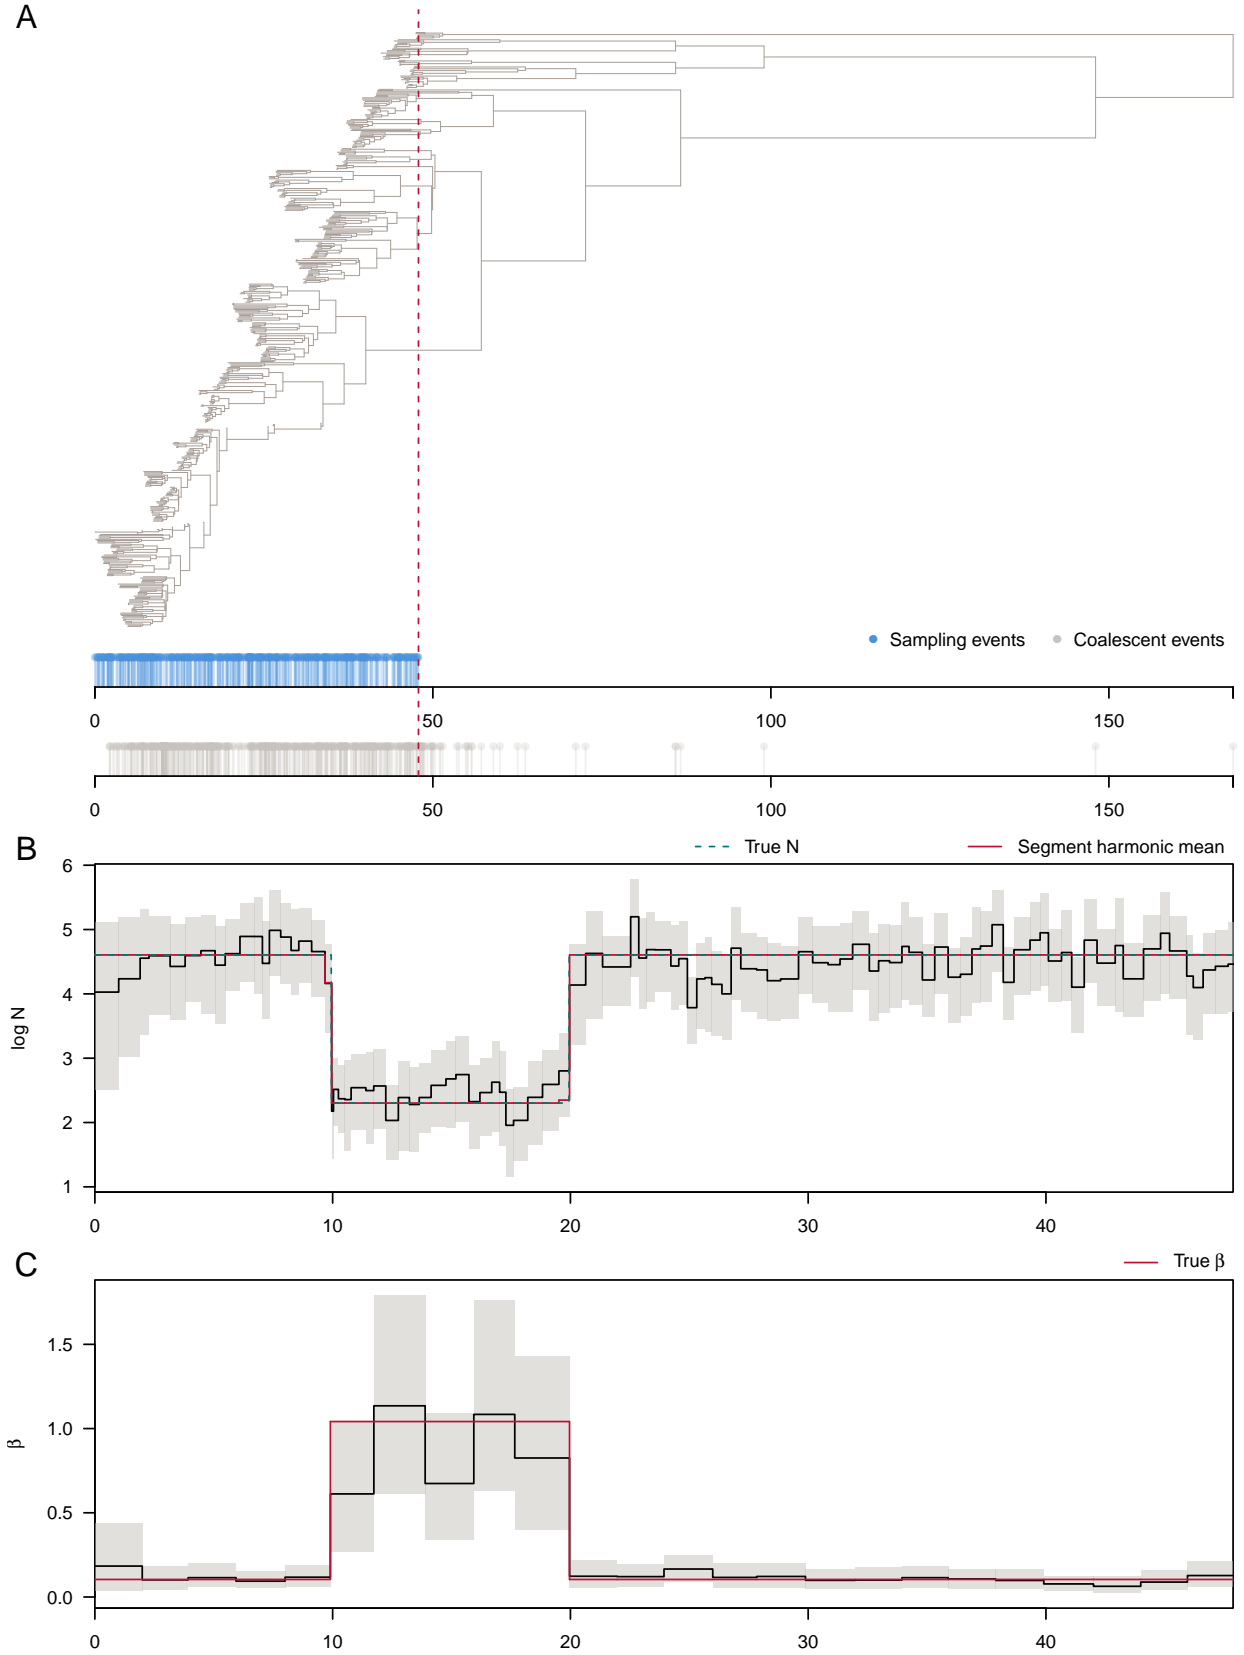 A
Sampling events Coalescent events
0 50 100 150
0 50 100 150
B
True N Segment harmonic mean
6
5
4
3
2
1
log N
0 10 20 30 40
C
True β
1.5
1.0
0.5
0.0
β
0 10 20 30 40